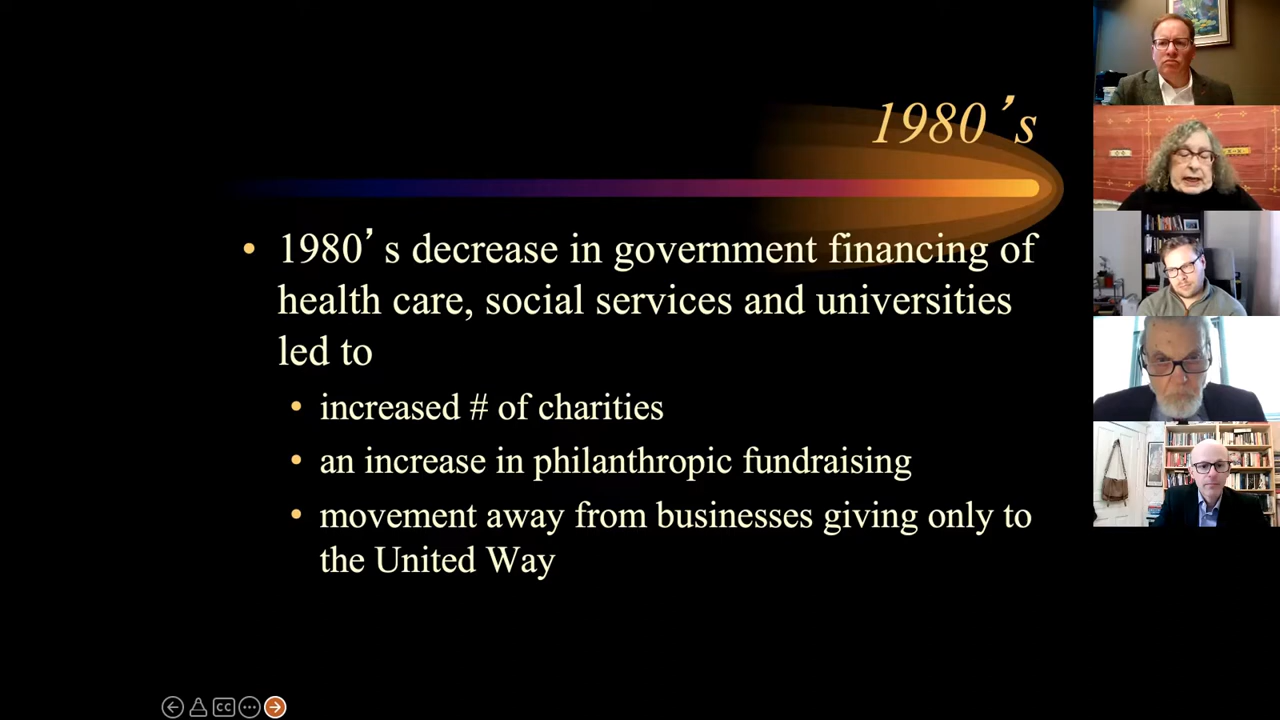 1980’s
• 1980’s decrease in government financing of
health care, social services and universities
led to
• increased # of charities
• an increase in philanthropic fundraising
• movement away from businesses giving only to
the United Way
CC